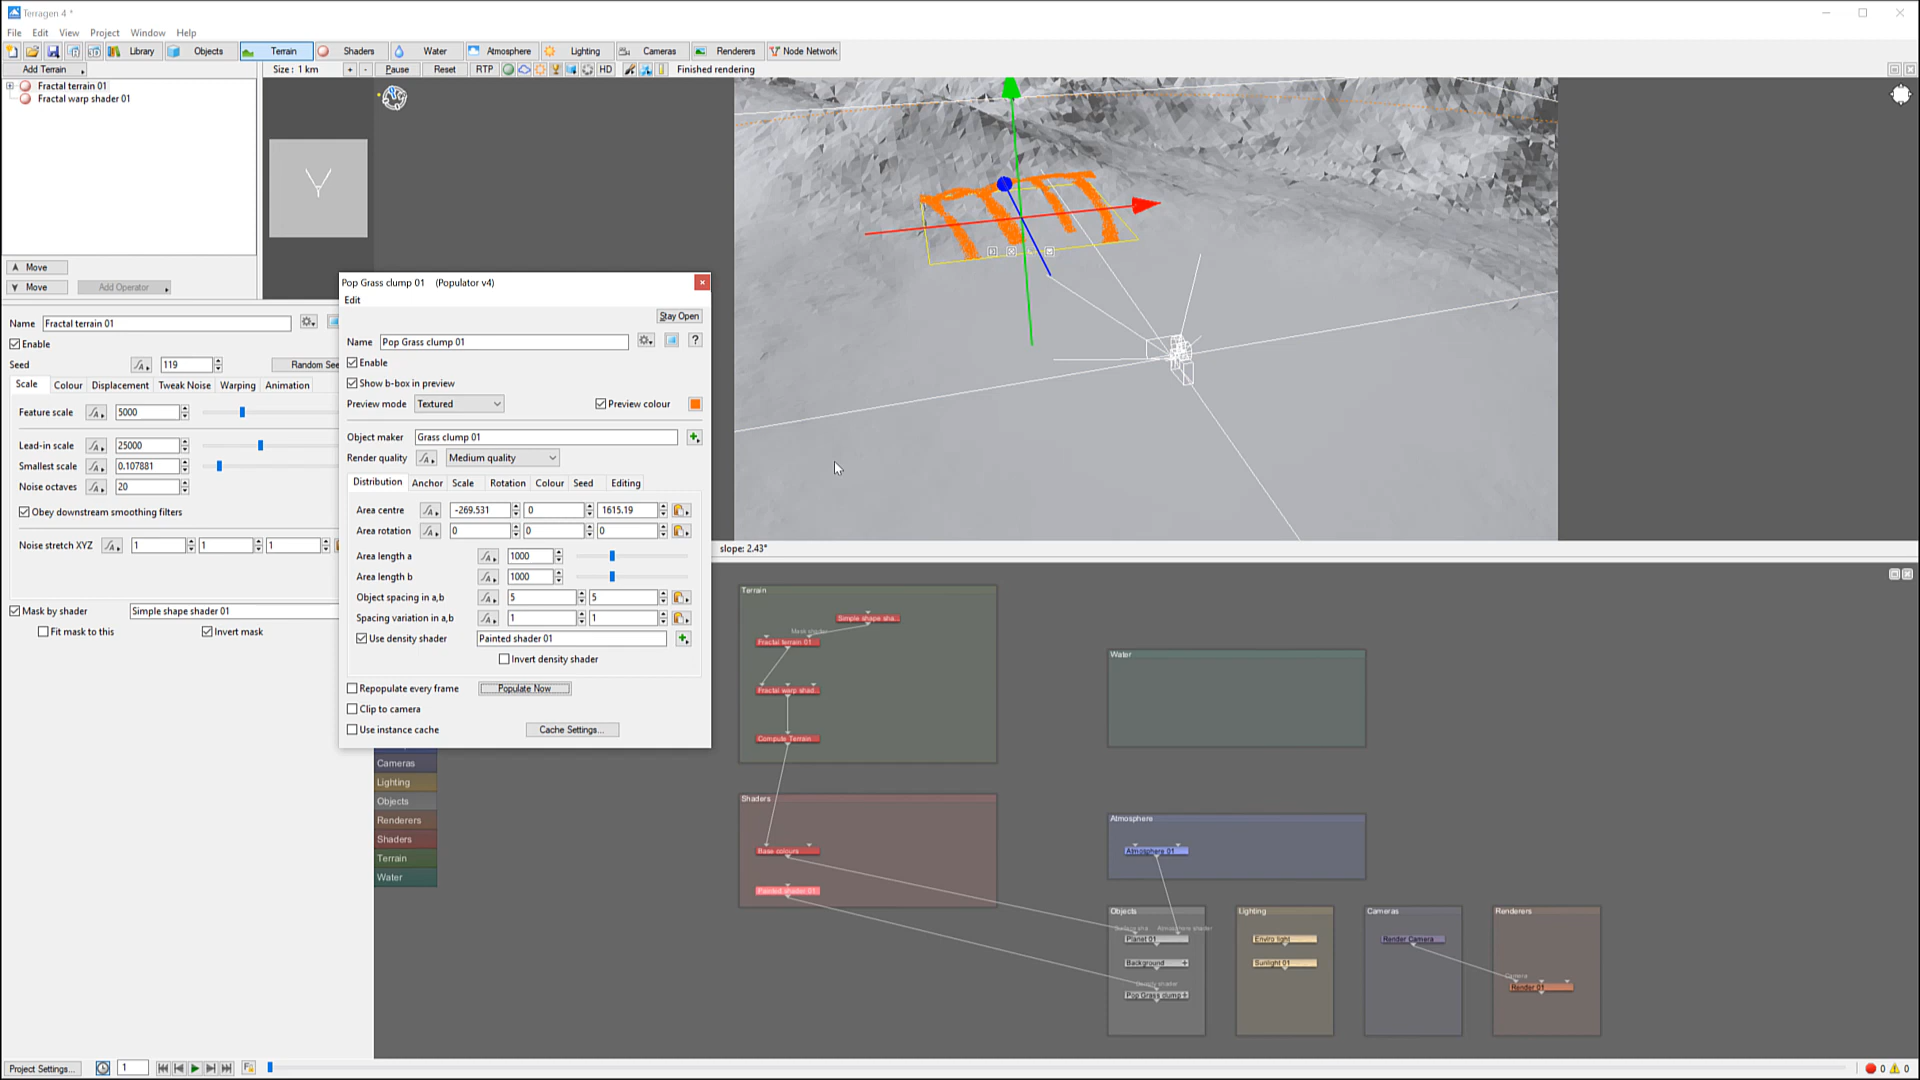 Terragen 4 *
File Edit View Project Window Help
Library Objects Terrain Shaders Water Atmosphere Lighting Cameras Renderers Node Network
Add Terrain Size : 1 km + - Pause Reset RTP HD Finished rendering
Fractal terrain 01
Fractal warp shader 01
Move
Move Add Operator
Name Fractal terrain 01
Enable
Seed 119 Random See
Scale Colour Displacement Tweak Noise Warping Animation
Feature scale 5000
Lead-in scale 25000
Smallest scale 0.107881
Noise octaves 20
Obey downstream smoothing filters
Noise stretch XYZ 1 1 1
Mask by shader Simple shape shader 01
Fit mask to this Invert mask
Pop Grass clump 01 (Populator v4)
Edit
Stay Open
Name Pop Grass clump 01 ?
Enable
Show b-box in preview
Preview mode Textured Preview colour
Object maker Grass clump 01
Render quality Medium quality
Distribution Anchor Scale Rotation Colour Seed Editing
Area centre -269.531 0 1615.19
Area rotation 0 0 0
Area length a 1000
Area length b 1000
Object spacing in a,b 5 5
Spacing variation in a,b 1 1
Use density shader Painted shader 01
Invert density shader
Repopulate every frame Populate Now
Clip to camera
Use instance cache Cache Settings...
slope: 2.43°
Cameras
Lighting
Objects
Renderers
Shaders
Terrain
Water
Terrain
Simple shape sha..
Mask shader
Fractal terrain 01
Fractal warp shad..
Compute Terrain
Shaders
Base colours
Painted shader 01
Water
Atmosphere
Atmosphere 01
Objects
Atmosphere shader
Planet 01
Background +
Density shader
Pop Grass clump +
Lighting
Enviro light
Sunlight 01
Cameras
Render Camera
Renderers
Camera
Render 01
Project Settings... 1 0 0